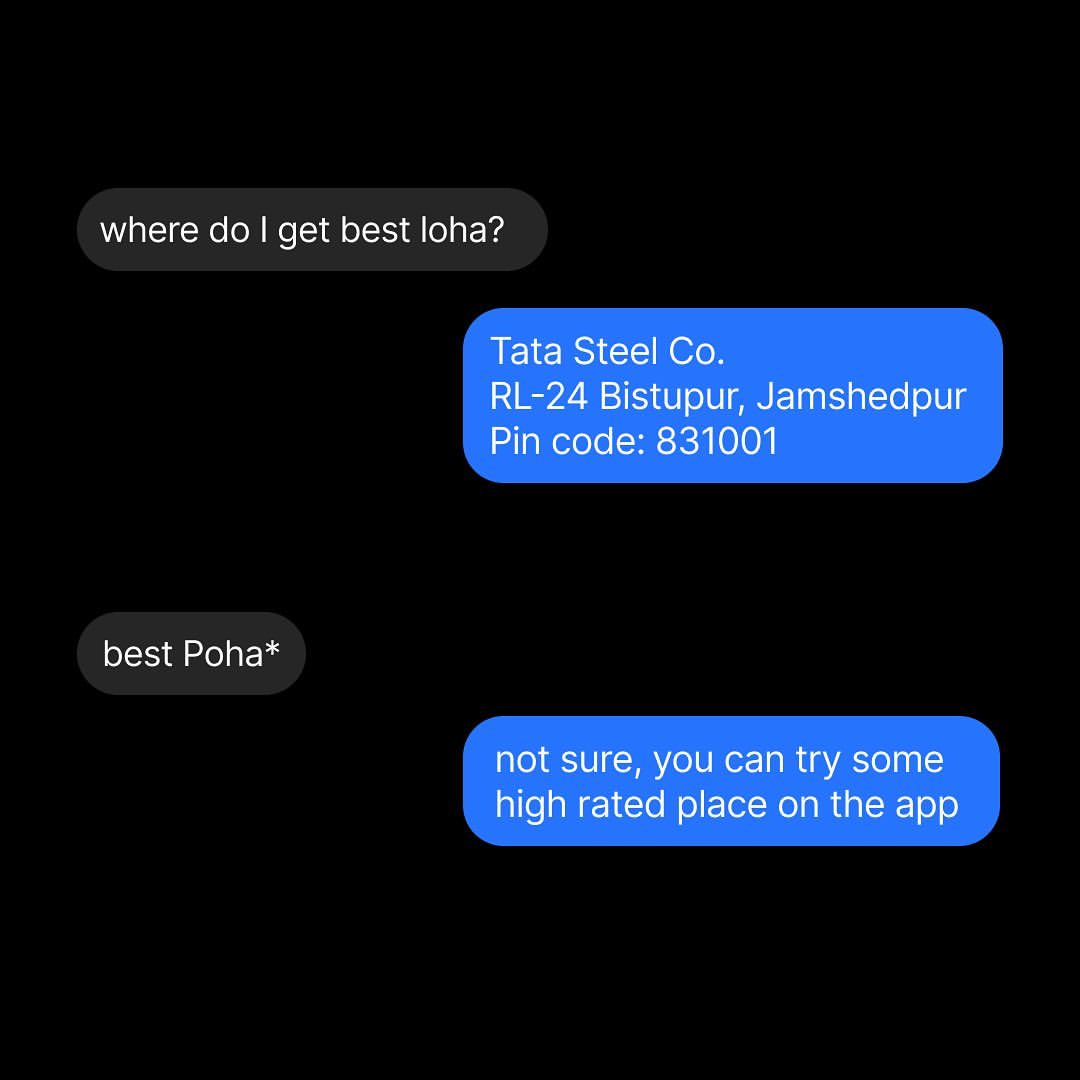 where do I get best loha?
Tata Steel Co.
RL-24 Bistupur, Jamshedpur
Pin code: 831001
best Poha*
not sure, you can try some
high rated place on the app